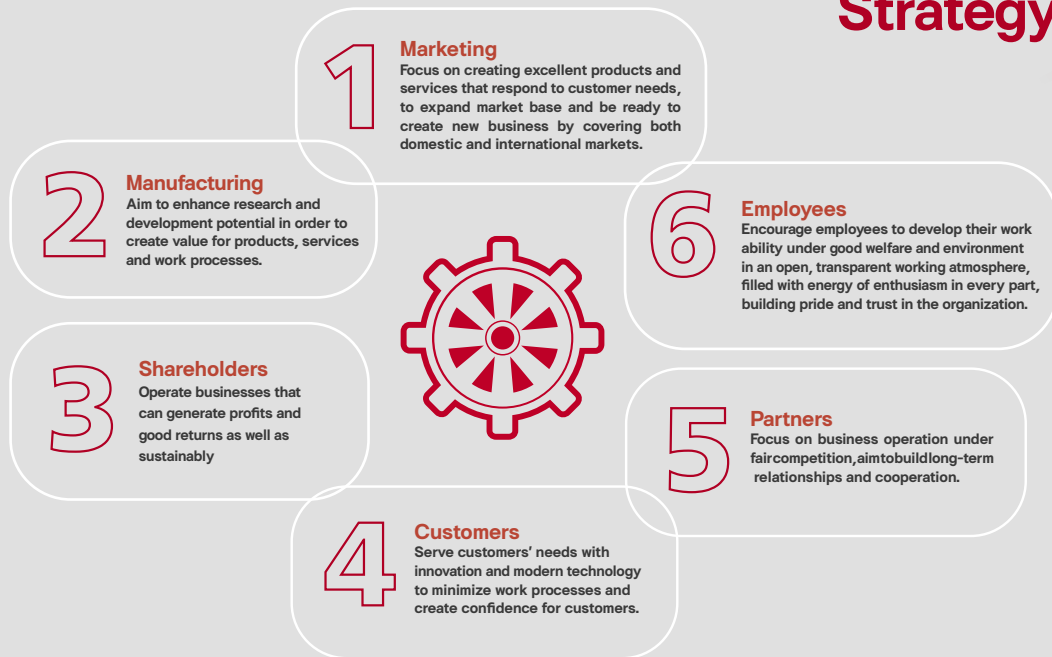 Strategy
1
Marketing
Focus on creating excellent products and
services that respond to customer needs,
to expand market base and be ready to
create new business by covering both
domestic and international markets.
2
Manufacturing
Aim to enhance research and
development potential in order to
create value for products, services
and work processes.
3
Shareholders
Operate businesses that
can generate profits and
good returns as well as
sustainably
4
Customers
Serve customers' needs with
innovation and modern technology
to minimize work processes and
create confidence for customers.
5
Partners
Focus on business operation under
faircompetition,aimtobuildlong-term
relationships and cooperation.
6
Employees
Encourage employees to develop their work
ability under good welfare and environment
in an open, transparent working atmosphere,
filled with energy of enthusiasm in every part,
building pride and trust in the organization.